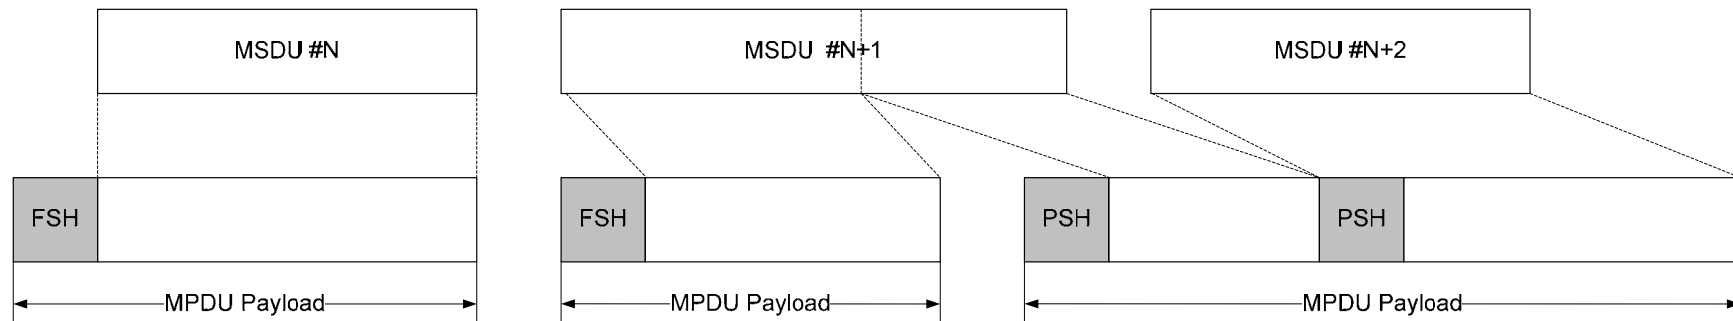 MSDU #N
MSDU #N+1
MSDU #N+2
FSH
FSH
PSH
PSH
MPDU Payload
MPDU Payload
MPDU Payload